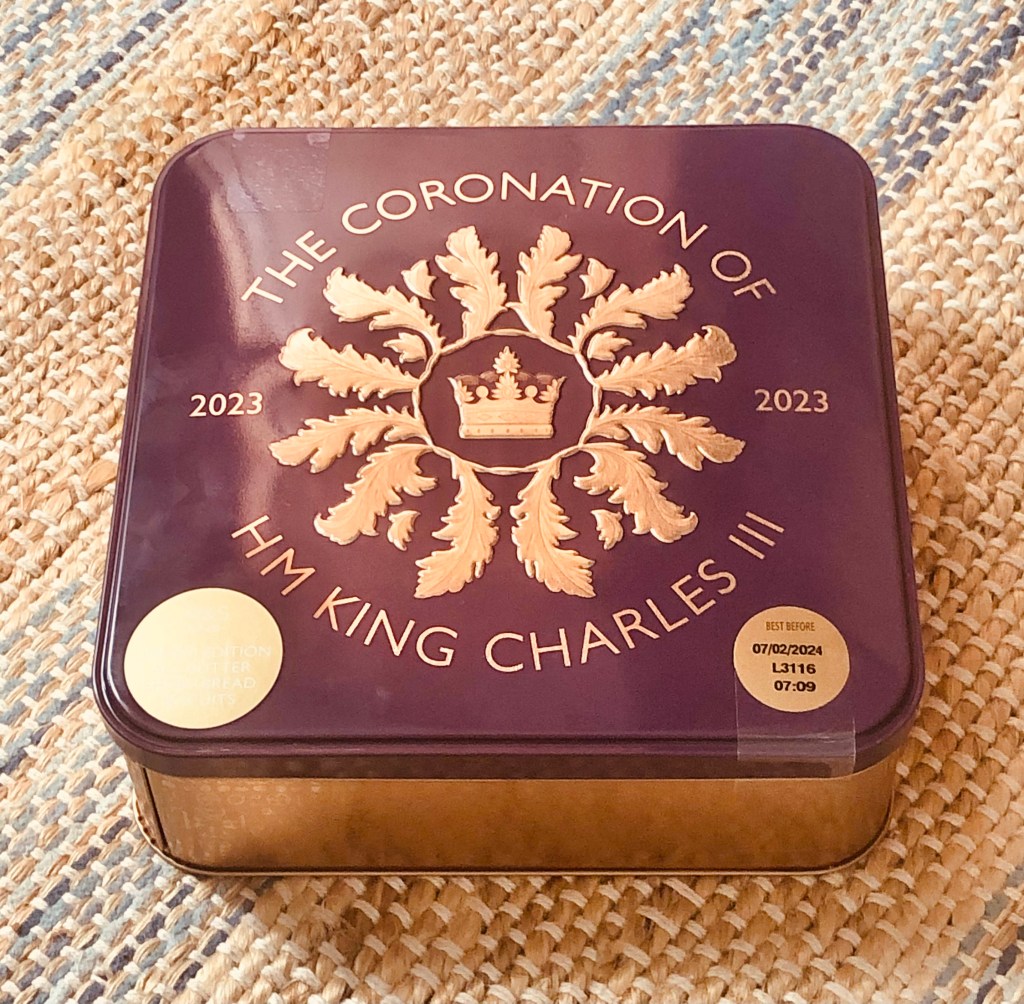 THE CORONATION OF
2023
2023
HM KING CHARLES III
BEST BEFORE
07/02/2024
L3116
07:09